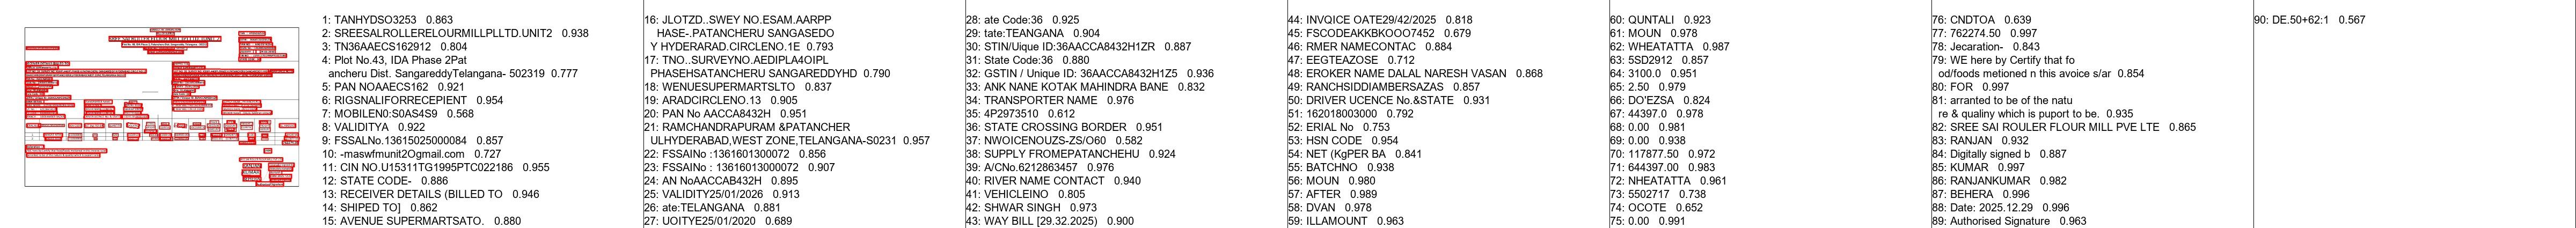 1: TANHYDSO3253 0.863
2: SREESALROLLERELOURMILLPLLTD.UNIT2 0.938
3: TN36AAECS162912 0.804
4: Plot No.43, IDA Phase 2Pat
ancheru Dist. SangareddyTelangana- 502319 0.777
5: PAN NOAAECS162 0.921
6: RIGSNALIFORRECEPIENT 0.954
7: MOBILEN0:S0AS4S9 0.568
8: VALIDITYA 0.922
9: FSSALNo.13615025000084 0.857
10: -maswfmunit2Ogmail.com 0.727
11: CIN NO.U15311TG1995PTC022186 0.955
12: STATE CODE- 0.886
13: RECEIVER DETAILS (BILLED TO 0.946
14: SHIPED TO] 0.862
15: AVENUE SUPERMARTSATO. 0.880
16: JLOTZD..SWEY NO.ESAM.AARPP
HASE-.PATANCHERU SANGASEDO
Y HYDERARAD.CIRCLENO.1E 0.793
17: TNO..SURVEYNO.AEDIPLA4OIPL
PHASEHSATANCHERU SANGAREDDYHD 0.790
18: WENUESUPERMARTSLTO 0.837
19: ARADCIRCLENO.13 0.905
20: PAN No AACCA8432H 0.951
21: RAMCHANDRAPURAM &PATANCHER
ULHYDERABAD,WEST ZONE,TELANGANA-S0231 0.957
22: FSSAINo :1361601300072 0.856
23: FSSAINo : 1361601300072 0.907
24: AN NoAACCAB432H 0.895
25: VALIDITY25/01/2026 0.913
26: ate:TELANGANA 0.881
27: UOITYE25/01/2020 0.689
28: ate Code:36 0.925
29: tate:TEANGANA 0.904
30: STIN/Uique ID:36AACCA8432H1ZR 0.887
31: State Code:36 0.880
32: GSTIN / Unique ID: 36AACCA8432H1Z5 0.936
33: ANK NANE KOTAK MAHINDRA BANE 0.832
34: TRANSPORTER NAME 0.976
35: 4P2973510 0.612
36: STATE CROSSING BORDER 0.951
37: NWOICENOUZS-ZS/O60 0.582
38: SUPPLY FROMEPATANCHEHU 0.924
39: A/CNo.6212863457 0.976
40: RIVER NAME CONTACT 0.940
41: VEHICLEINO 0.805
42: SHWAR SINGH 0.973
43: WAY BILL [29.32.2025) 0.900
44: INVQICE OATE29/42/2025 0.818
45: FSCODEAKKBKOOO7452 0.679
46: RMER NAMECONTAC 0.884
47: EEGTEAZOSE 0.712
48: EROKER NAME DALAL NARESH VASAN 0.868
49: RANCHSIDDIAMBERSAZAS 0.857
50: DRIVER UCENCE No.&STATE 0.931
51: 162018003000 0.792
52: ERIAL No 0.753
53: HSN CODE 0.954
54: NET (KgPER BA 0.841
55: BATCHNO 0.938
56: MOUN 0.980
57: AFTER 0.989
58: DVAN 0.978
59: ILLAMOUNT 0.963
60: QUNTALI 0.923
61: MOUN 0.978
62: WHEATATTA 0.987
63: 5SD2912 0.857
64: 3100.0 0.951
65: 2.50 0.979
66: DO'EZSA 0.824
67: 44397.0 0.978
68: 0.00 0.981
69: 0.00 0.938
70: 117877.50 0.972
71: 644397.00 0.983
72: NHEATATTA 0.961
73: 5502717 0.738
74: OCOTE 0.652
75: 0.00 0.991
76: CNDTOA 0.639
77: 762274.50 0.997
78: Jecaration- 0.843
79: WE here by Certify that fo
od/foods metioned n this avoice s/ar 0.854
80: FOR 0.997
81: arranted to be of the natu
re & qualiny which is puport to be. 0.935
82: SREE SAI ROULER FLOUR MILL PVE LTE 0.865
83: RANJAN 0.932
84: Digitally signed b 0.887
85: KUMAR 0.997
86: RANJANKUMAR 0.982
87: BEHERA 0.996
88: Date: 2025.12.29 0.996
89: Authorised Signature 0.963
90: DE.50+62:1 0.567